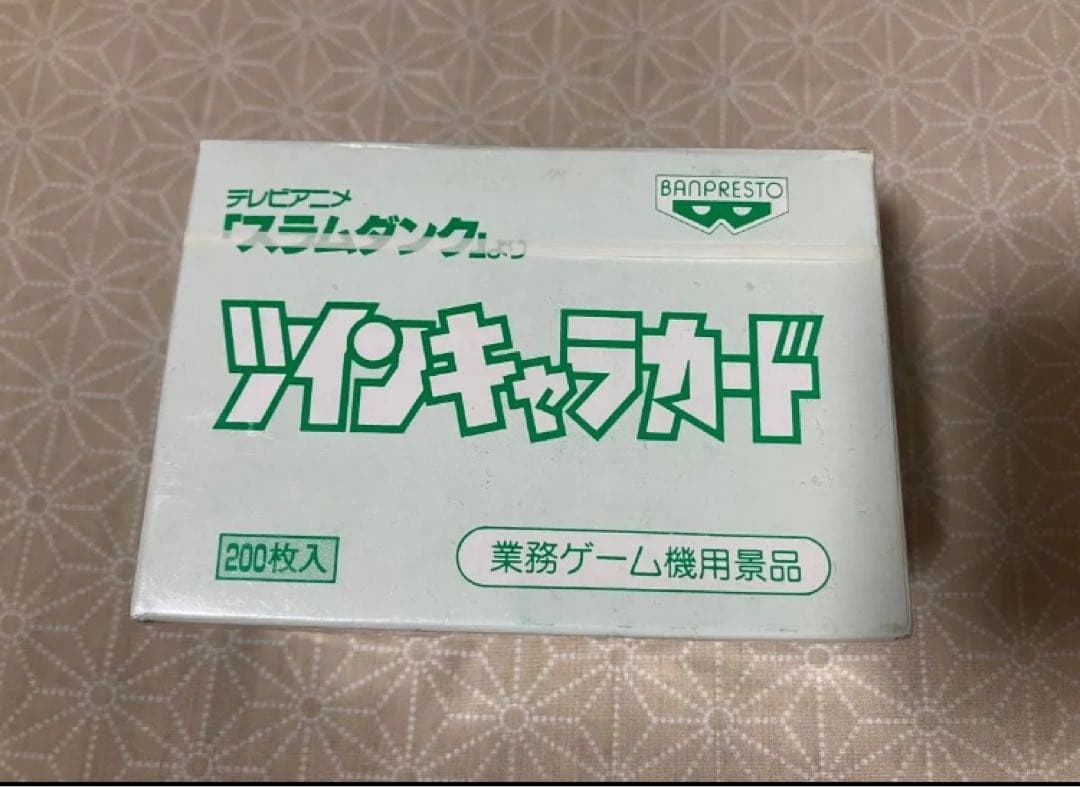 テレビアニメ
「スラムダンク」より
BANPRESTO
ツインキャラカード
200枚入
業務ゲーム機用景品